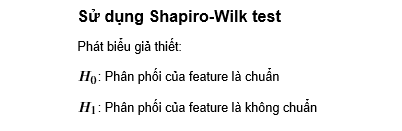 Sử dụng Shapiro-Wilk test
Phát biểu giả thiết:
H₀: Phân phối của feature là chuẩn
H₁: Phân phối của feature là không chuẩn